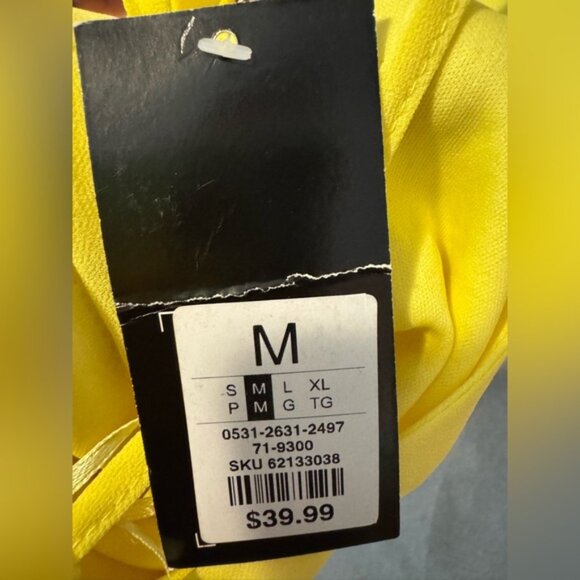 M
S M L XL
P M G TG
0531-2631-2497
71-9300
SKU 62133038
$39.99